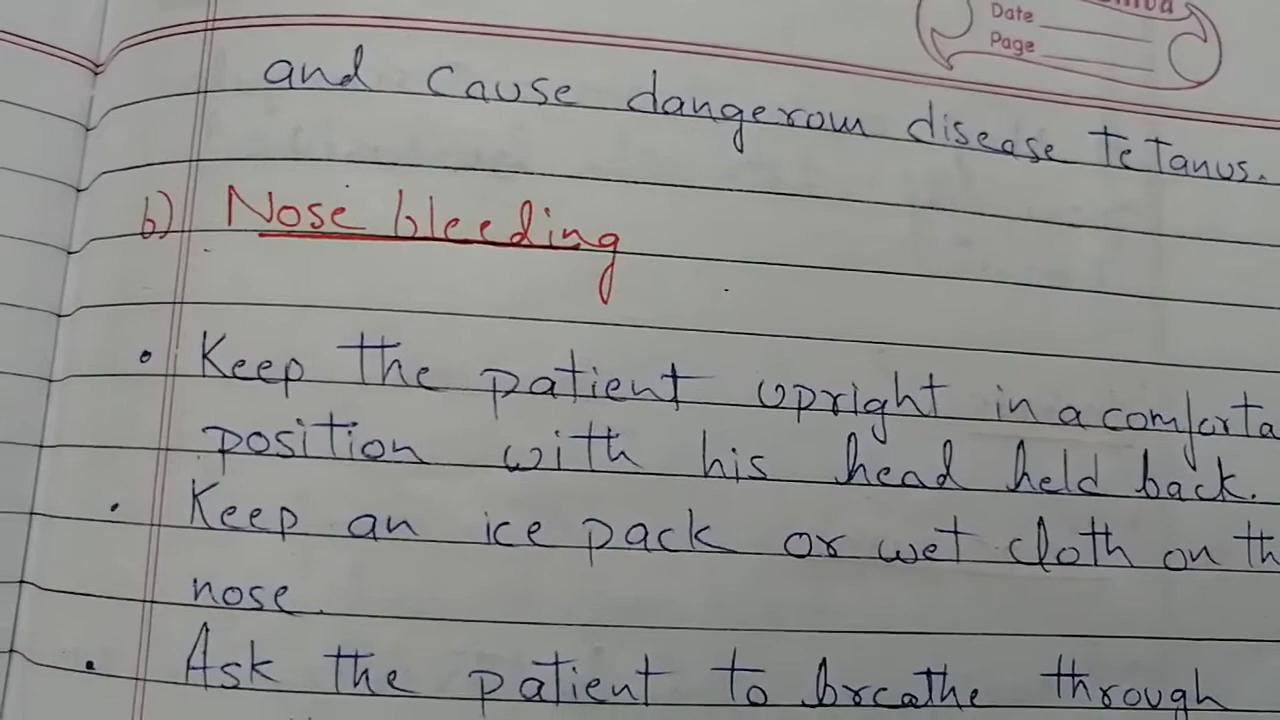 Date
Page
and cause dangerous disease tetanus.
b) Nose bleeding
• Keep the patient upright in a comforta
position with his head held back.
• Keep an ice pack or wet cloth on th
nose.
• Ask the patient to breathe through